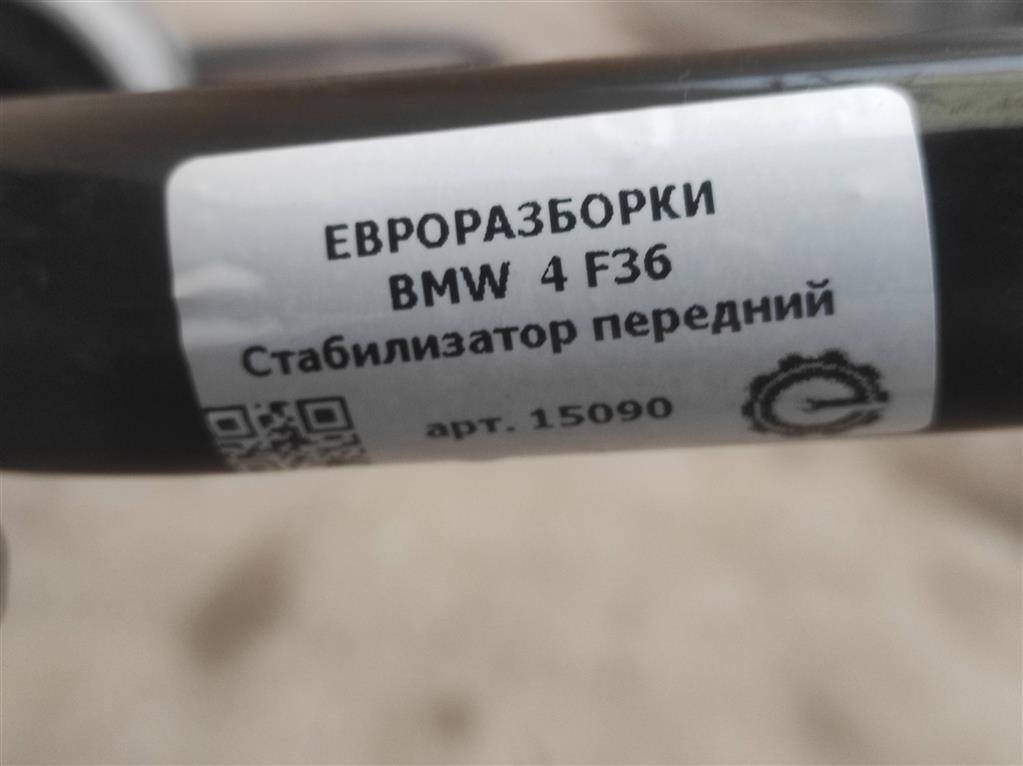 ЕВРОРАЗБОРКИ
BMW 4 F36
Стабилизатор передний
арт. 15090